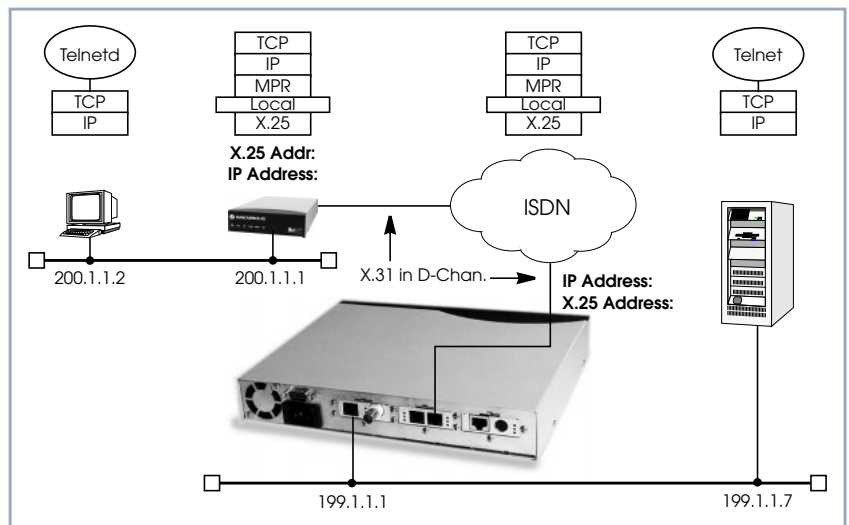 Telnetd
TCP
IP
TCP
IP
MPR
Local
X.25
TCP
IP
MPR
Local
X.25
Telnet
TCP
IP
X.25 Addr:
IP Address:
ISDN
200.1.1.2
200.1.1.1
X.31 in D-Chan.
IP Address:
X.25 Address:
199.1.1.1
199.1.1.7